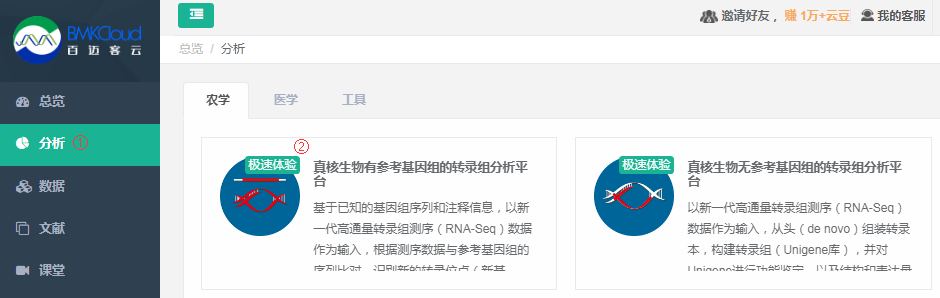 BMKCloud
百迈客云
邀请好友，赚 1万+云豆 我的客服
总览 / 分析
总览
分析 ①
数据
文献
课堂
农学 医学 工具
②
极速体验
真核生物有参考基因组的转录组分析平
台
基于已知的基因组序列和注释信息，以新
一代高通量转录组测序（RNA-Seq）数据
作为输入，根据测序数据与参考基因组的
序列比对，识别新的转录位点（新基
极速体验
真核生物无参考基因组的转录组分析平
台
以新一代高通量转录组测序（RNA-Seq）
数据作为输入，从头（de novo）组装转录
本，构建转录组（Unigene库），并对
Unigene进行功能鉴定，以及结构和表达量